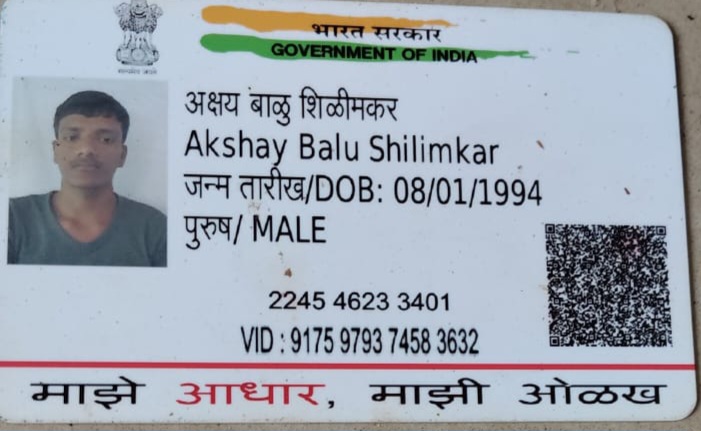 भारत सरकार
GOVERNMENT OF INDIA
अक्षय बाळु शिळीमकर
Akshay Balu Shilimkar
जन्म तारीख/DOB: 08/01/1994
पुरुष/ MALE
2245 4623 3401
VID : 9175 9793 7458 3632
माझे आधार, माझी ओळख